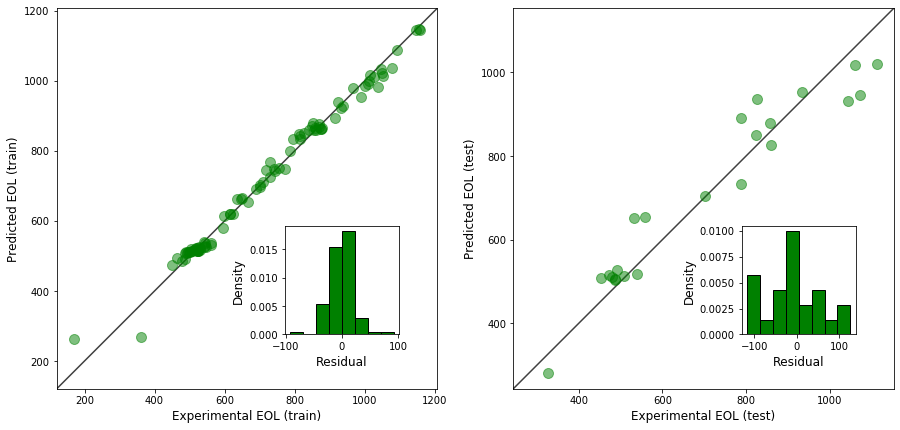 1200
1000
800
600
400
200
Predicted EOL (train)
200 400 600 800 1000 1200
Experimental EOL (train)
0.015
0.010
0.005
0.000
Density
−100 0 100
Residual
1000
800
600
400
Predicted EOL (test)
400 600 800 1000
Experimental EOL (test)
0.0100
0.0075
0.0050
0.0025
0.0000
Density
−100 0 100
Residual